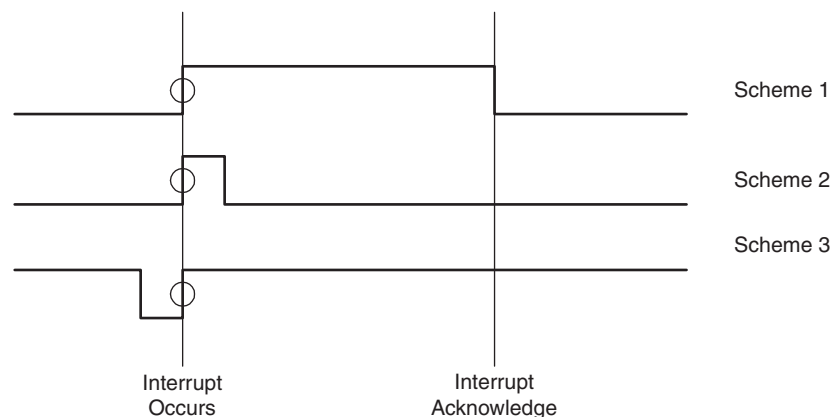 Scheme 1
Scheme 2
Scheme 3
Interrupt
Occurs
Interrupt
Acknowledge